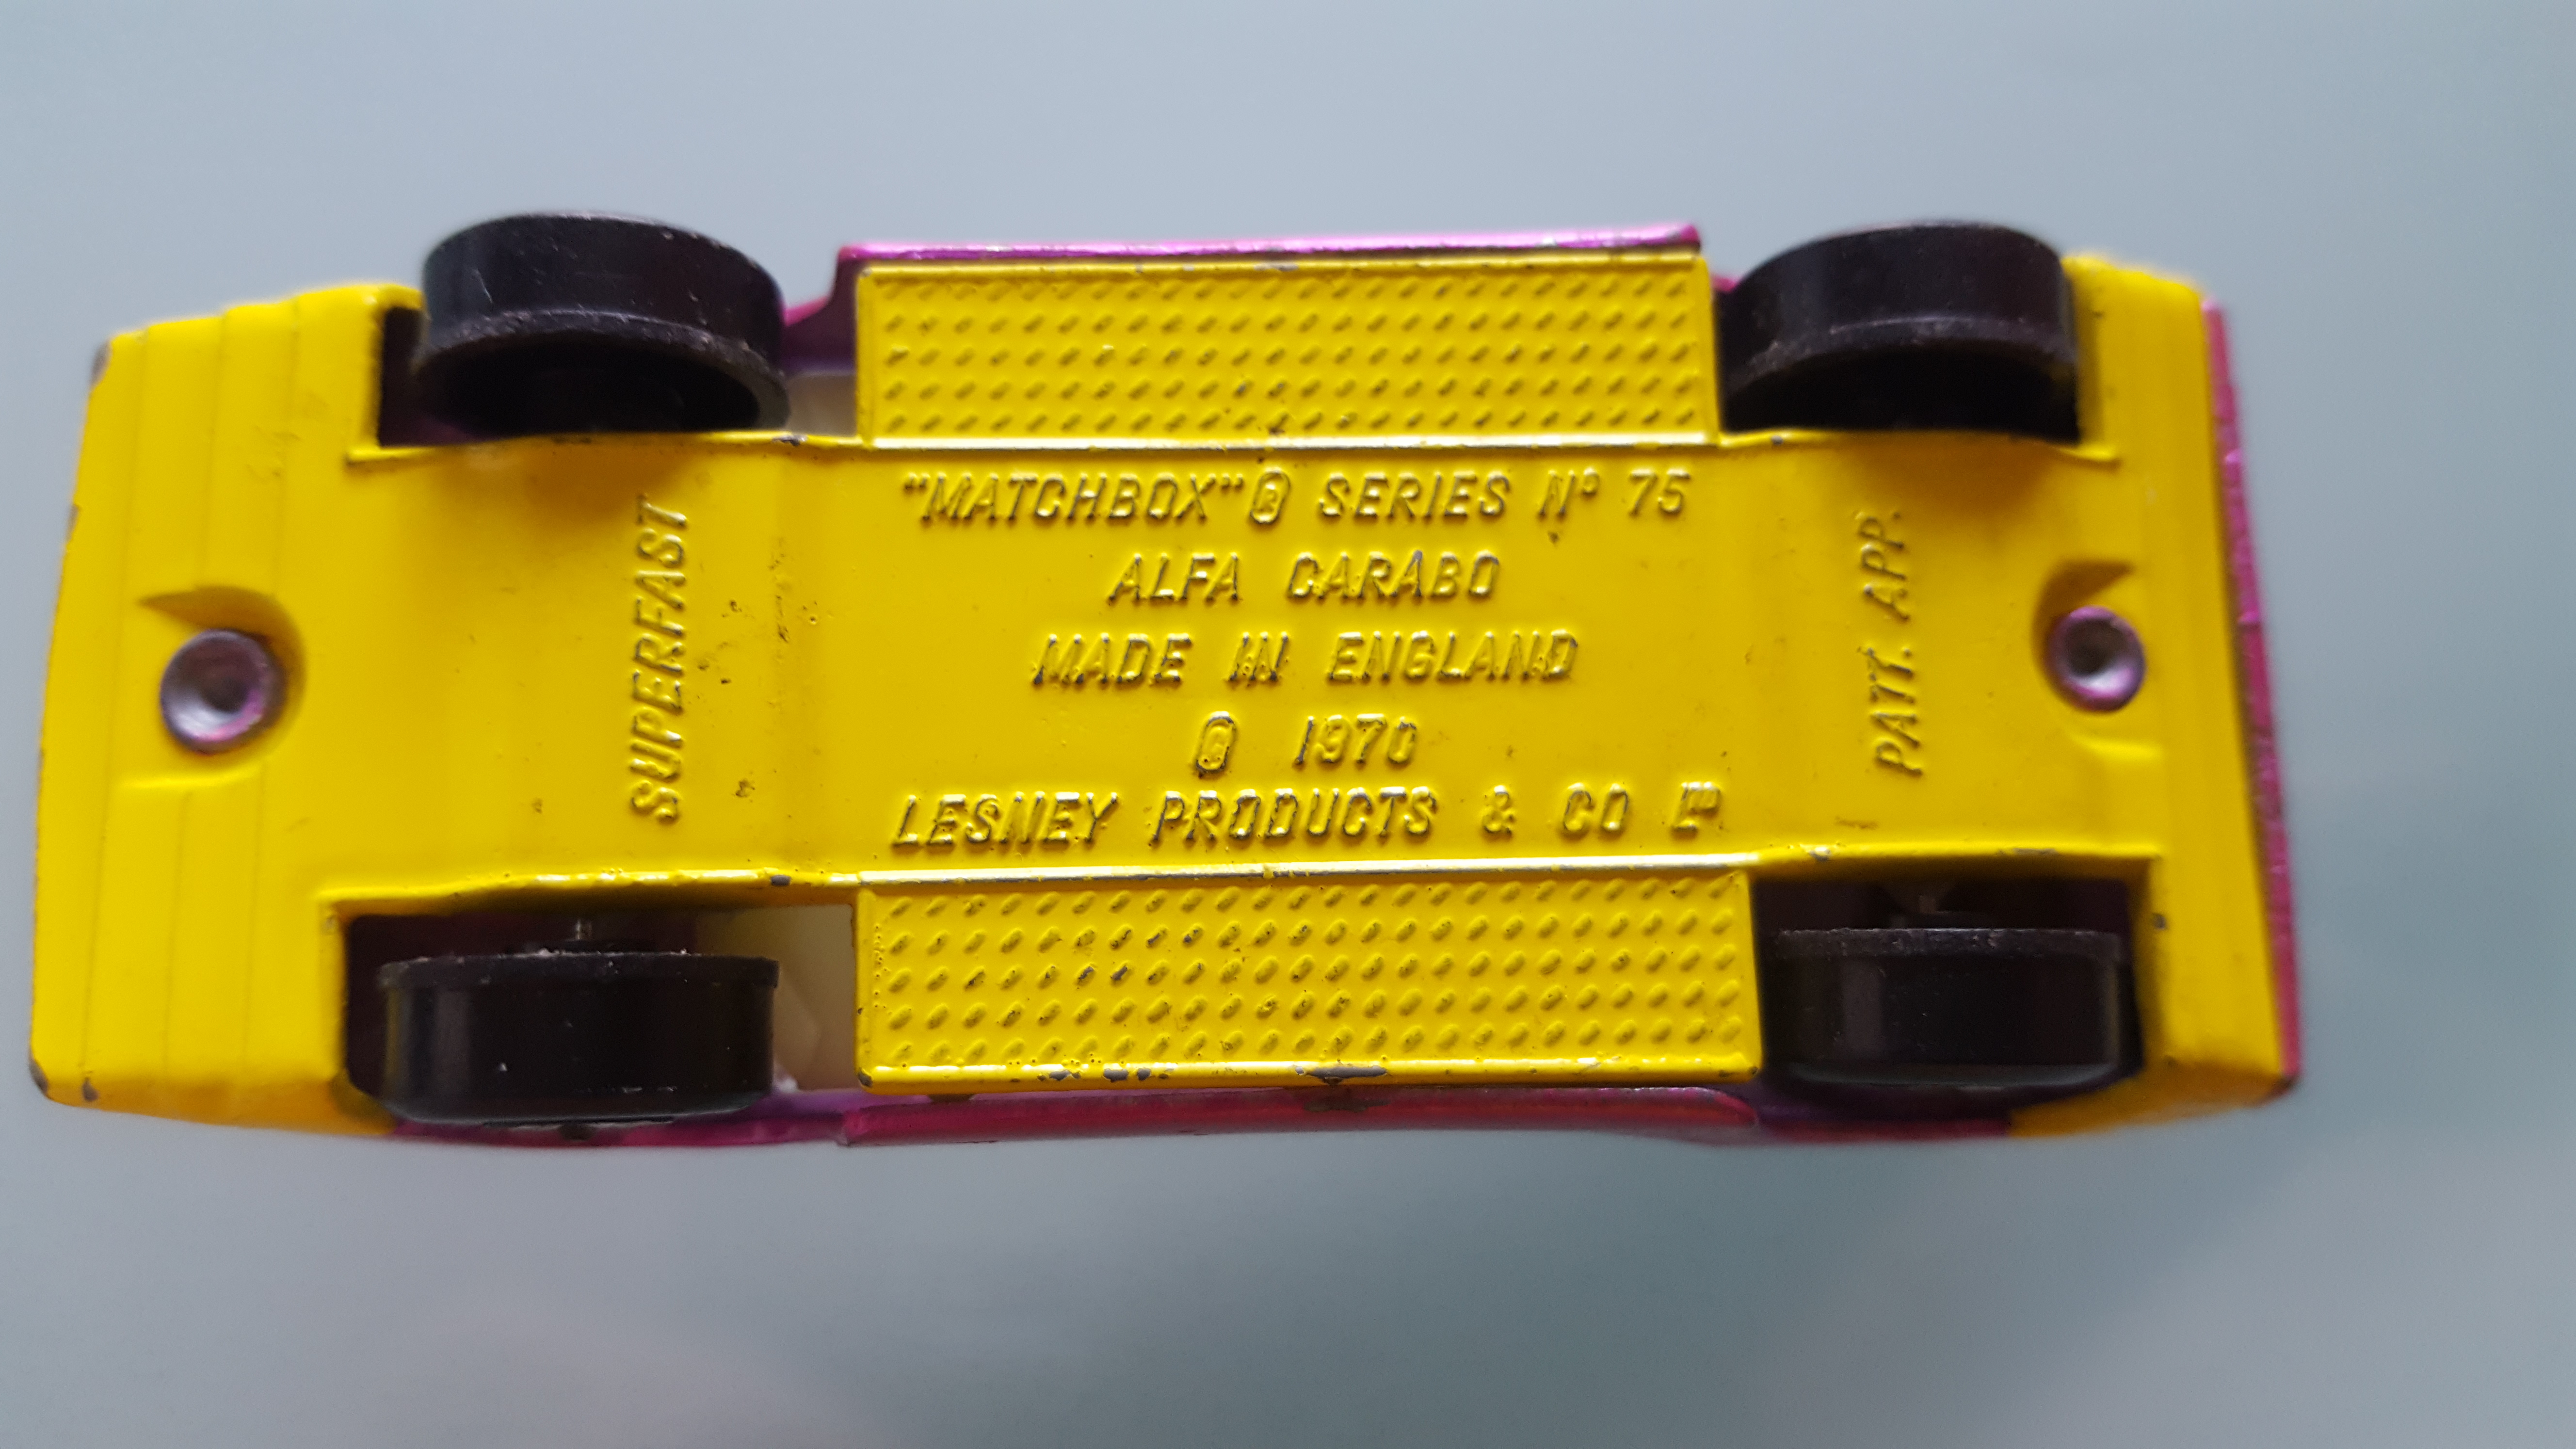 "MATCHBOX" ® SERIES Nº 75
ALFA CARABO
MADE IN ENGLAND
© 1970
LESNEY PRODUCTS & CO LTD
SUPERFAST
PATT. APP.